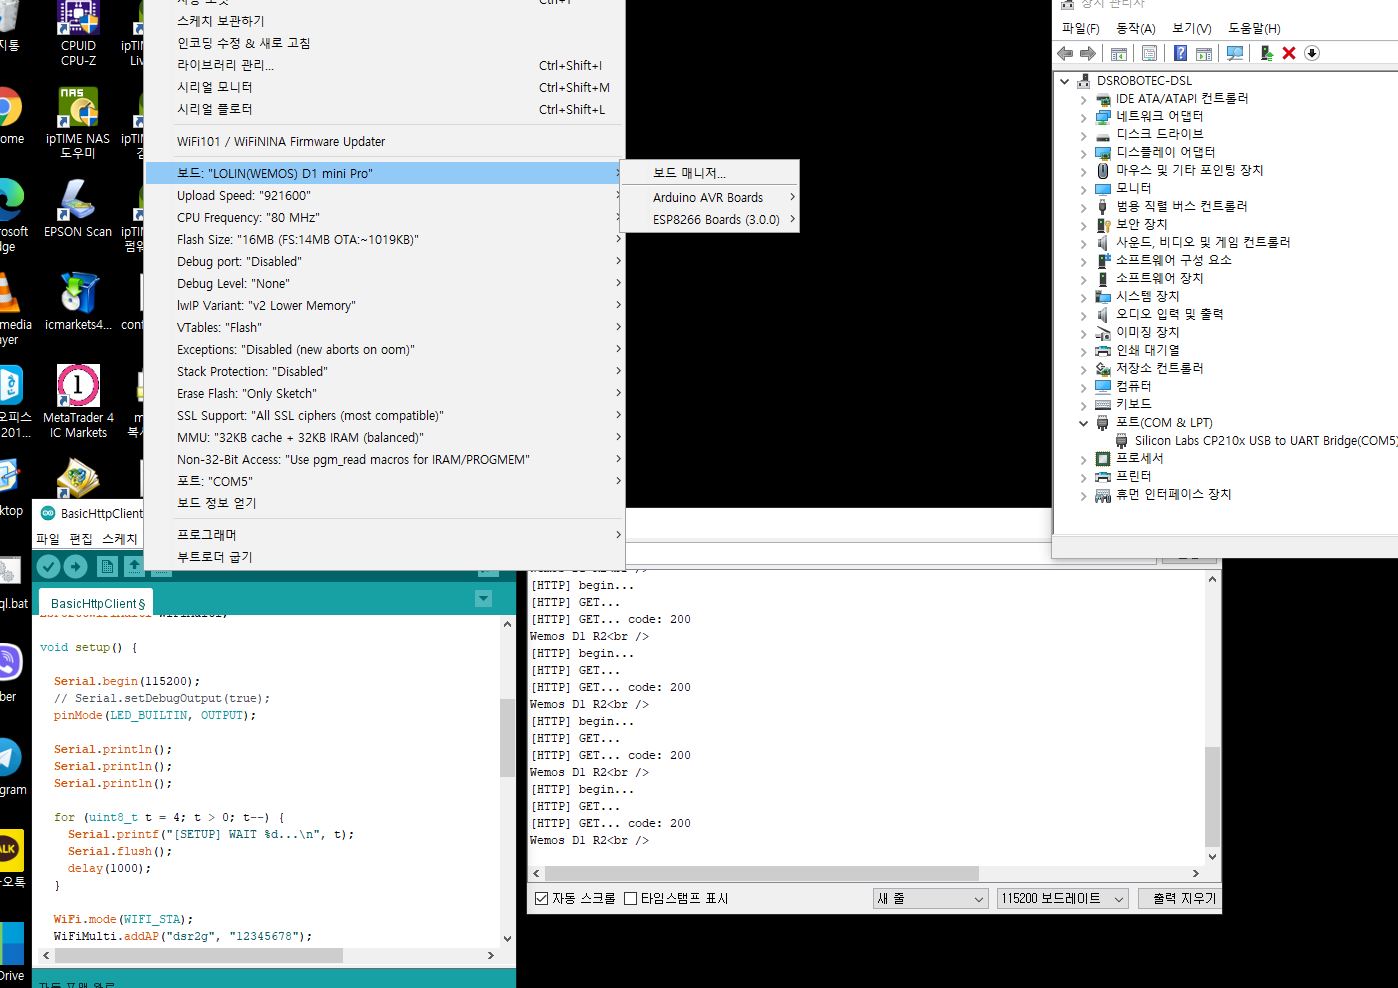 지통
CPUID
CPU-Z
ipTIME NAS
도우미
EPSON Scan
icmarkets4...
MetaTrader 4
IC Markets
ktop
ql.bat
gram
Drive
스케치 보관하기
인코딩 수정 & 새로 고침
라이브러리 관리... Ctrl+Shift+I
시리얼 모니터 Ctrl+Shift+M
시리얼 플로터 Ctrl+Shift+L
WiFi101 / WiFiNINA Firmware Updater
보드: "LOLIN(WEMOS) D1 mini Pro"
Upload Speed: "921600"
CPU Frequency: "80 MHz"
Flash Size: "16MB (FS:14MB OTA:~1019KB)"
Debug port: "Disabled"
Debug Level: "None"
lwIP Variant: "v2 Lower Memory"
VTables: "Flash"
Exceptions: "Disabled (new aborts on oom)"
Stack Protection: "Disabled"
Erase Flash: "Only Sketch"
SSL Support: "All SSL ciphers (most compatible)"
MMU: "32KB cache + 32KB IRAM (balanced)"
Non-32-Bit Access: "Use pgm_read macros for IRAM/PROGMEM"
포트: "COM5"
보드 정보 얻기
프로그래머
부트로더 굽기
보드 매니저...
Arduino AVR Boards
ESP8266 Boards (3.0.0)
장치 관리자
파일(F) 동작(A) 보기(V) 도움말(H)
DSROBOTEC-DSL
IDE ATA/ATAPI 컨트롤러
네트워크 어댑터
디스크 드라이브
디스플레이 어댑터
마우스 및 기타 포인팅 장치
모니터
범용 직렬 버스 컨트롤러
보안 장치
사운드, 비디오 및 게임 컨트롤러
소프트웨어 구성 요소
소프트웨어 장치
시스템 장치
오디오 입력 및 출력
이미징 장치
인쇄 대기열
저장소 컨트롤러
컴퓨터
키보드
포트(COM & LPT)
Silicon Labs CP210x USB to UART Bridge(COM5)
프로세서
프린터
휴먼 인터페이스 장치
BasicHttpClient
파일 편집 스케치
BasicHttpClient §
void setup() {
Serial.begin(115200);
// Serial.setDebugOutput(true);
pinMode(LED_BUILTIN, OUTPUT);
Serial.println();
Serial.println();
Serial.println();
for (uint8_t t = 4; t > 0; t--) {
Serial.printf("[SETUP] WAIT %d...\n", t);
Serial.flush();
delay(1000);
}
WiFi.mode(WIFI_STA);
WiFiMulti.addAP("dsr2g", "12345678");
[HTTP] begin...
[HTTP] GET...
[HTTP] GET... code: 200
Wemos D1 R2<br />
[HTTP] begin...
[HTTP] GET...
[HTTP] GET... code: 200
Wemos D1 R2<br />
[HTTP] begin...
[HTTP] GET...
[HTTP] GET... code: 200
Wemos D1 R2<br />
[HTTP] begin...
[HTTP] GET...
[HTTP] GET... code: 200
Wemos D1 R2<br />
자동 스크롤 타임스탬프 표시 새 줄 115200 보드레이트 출력 지우기